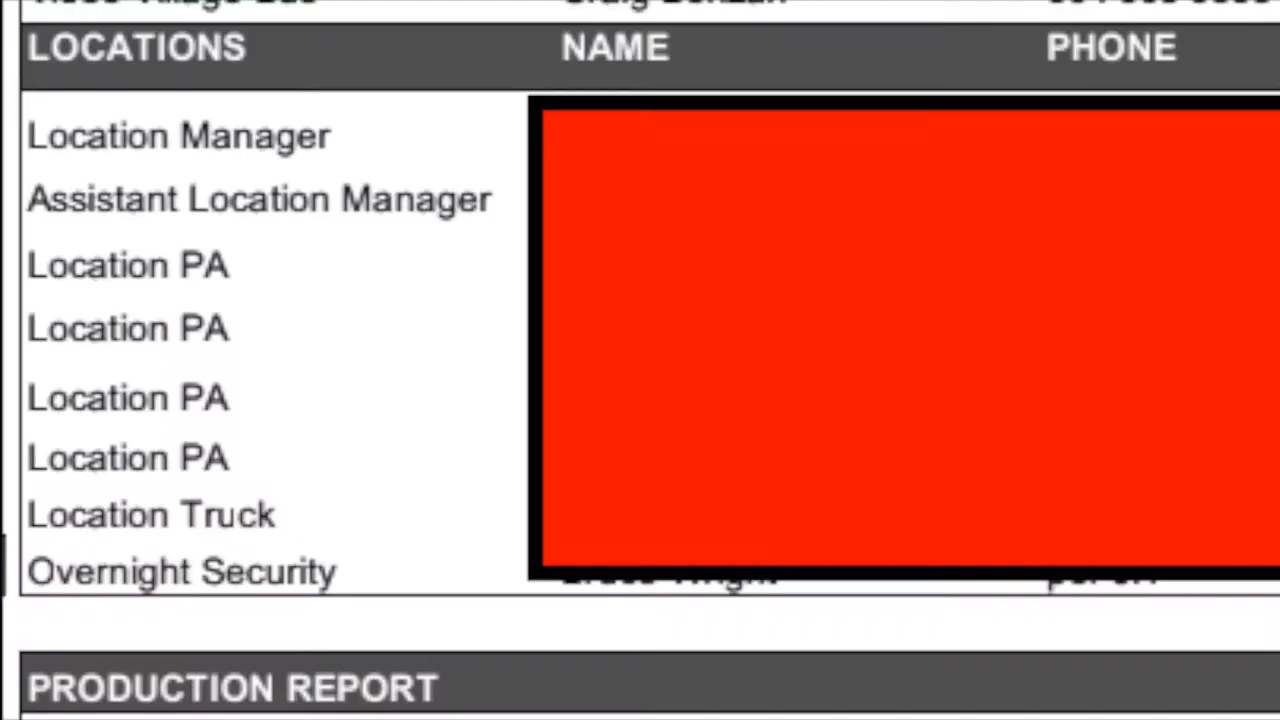 LOCATIONS NAME PHONE
Location Manager
Assistant Location Manager
Location PA
Location PA
Location PA
Location PA
Location Truck
Overnight Security
PRODUCTION REPORT